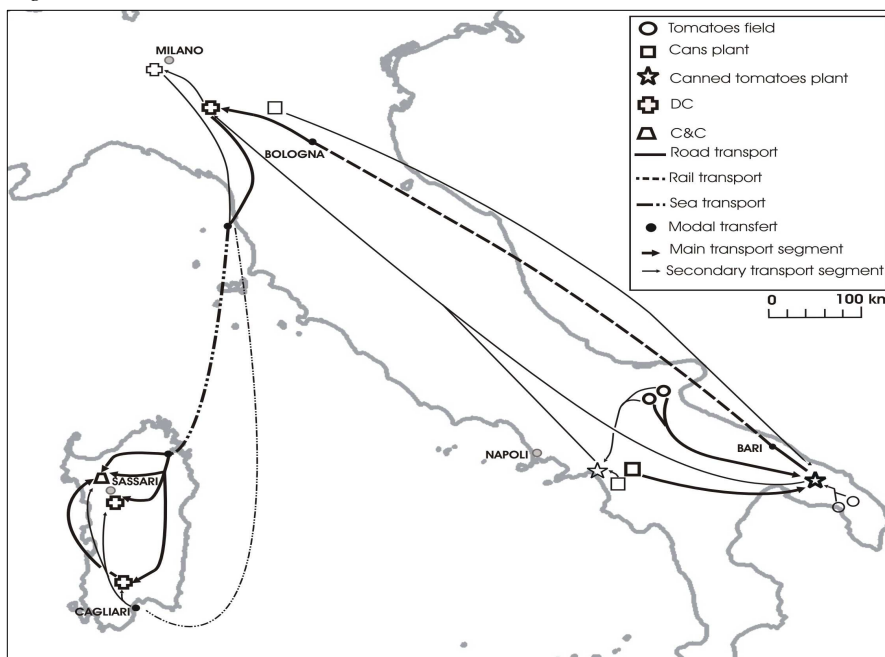 MILANO
BOLOGNA
NAPOLI
BARI
SASSARI
CAGLIARI
Tomatoes field
Cans plant
Canned tomatoes plant
DC
C&C
Road transport
Rail transport
Sea transport
Modal transfert
Main transport segment
Secondary transport segment
0 100 km